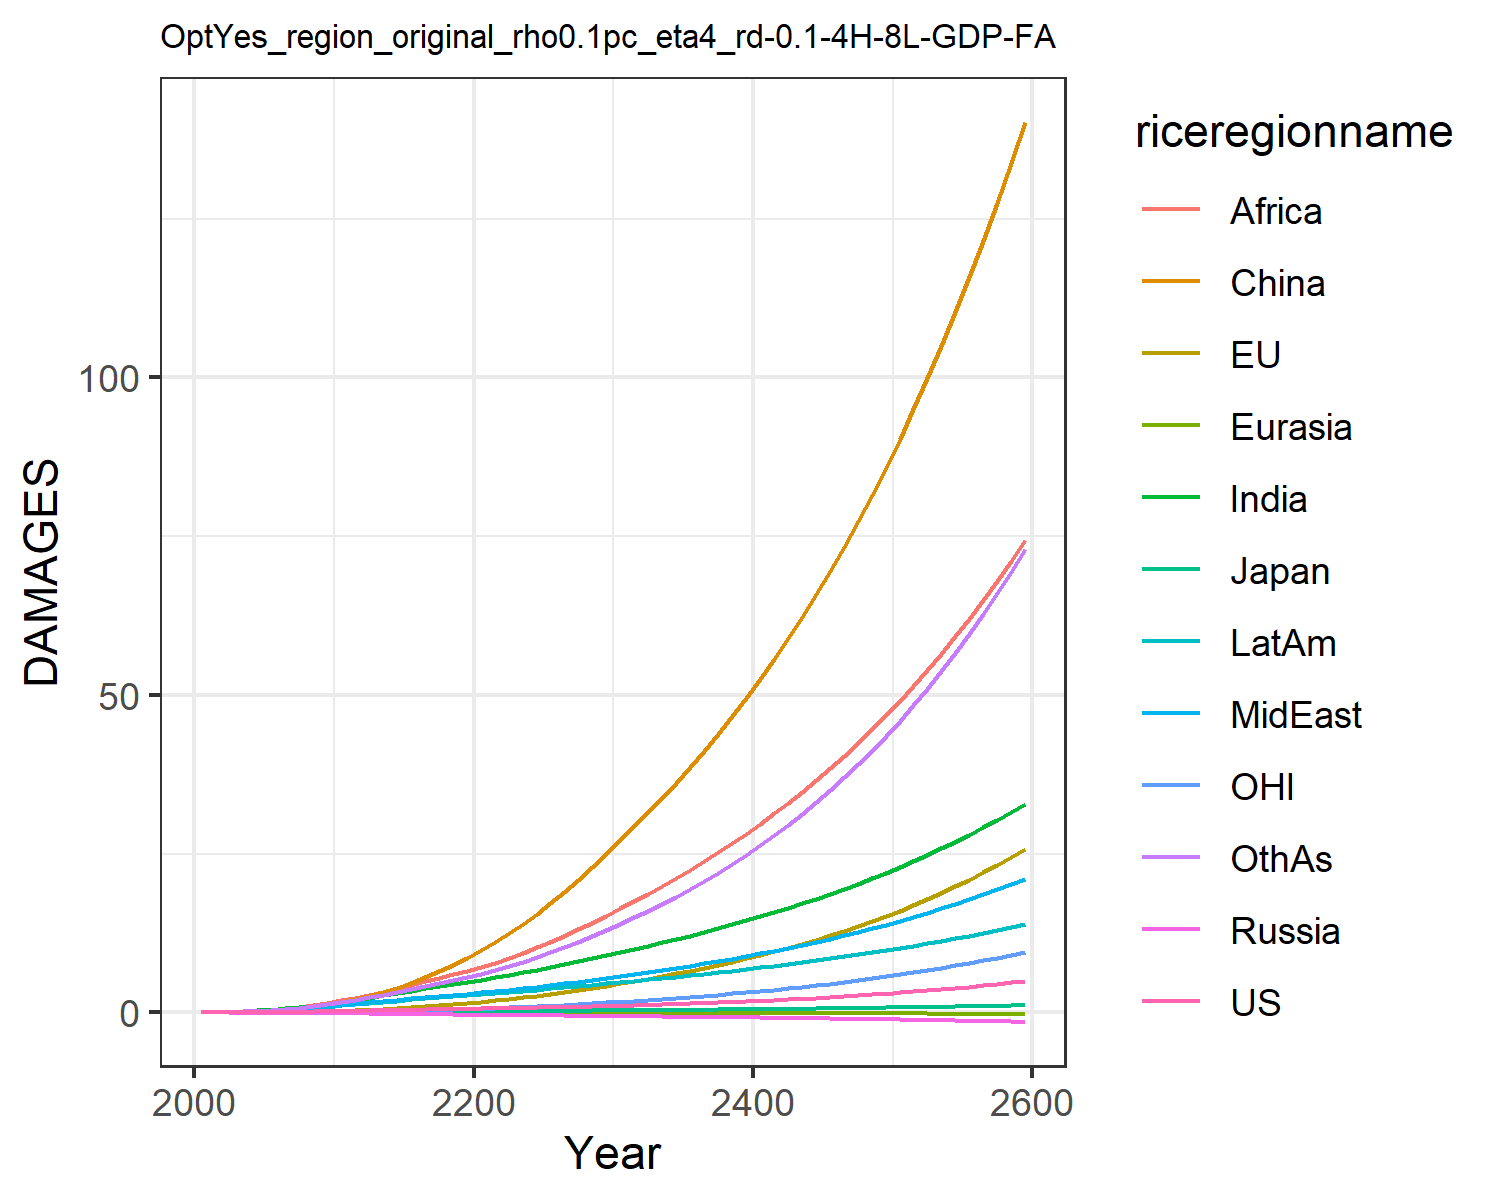 OptYes_region_original_rho0.1pc_eta4_rd-0.1-4H-8L-GDP-FA
DAMAGES
100
50
0
2000
2200
2400
2600
Year
riceregionname
Africa
China
EU
Eurasia
India
Japan
LatAm
MidEast
OHI
OthAs
Russia
US